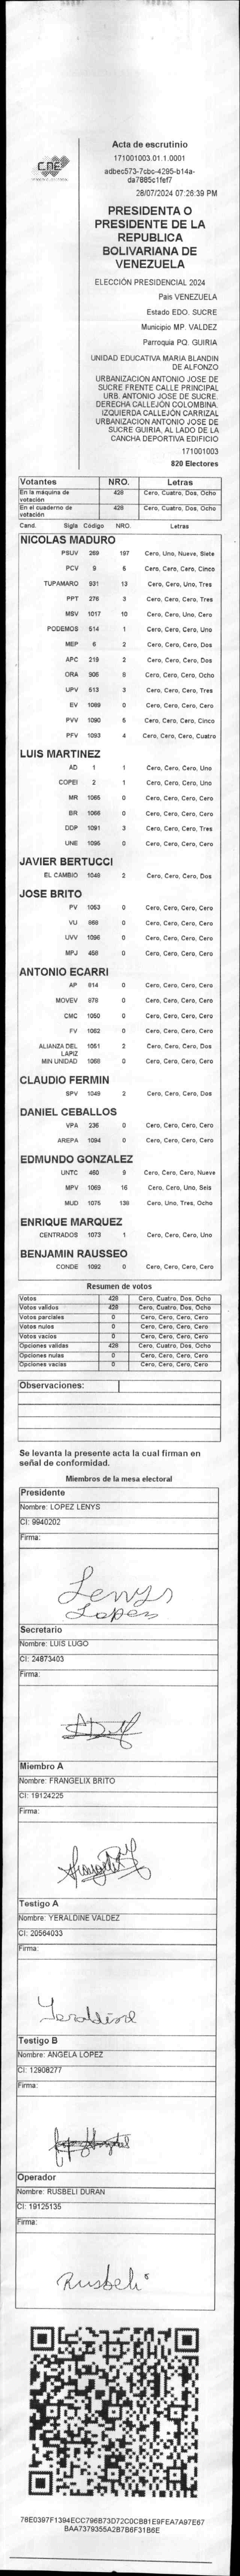 CNE
Acta de escrutinio
171001003.01.1.0001
adbec573-7cbc-4295-b14a-
da7885c1fef7
28/07/2024 07:26:39 PM
PRESIDENTA O
PRESIDENTE DE LA
REPUBLICA
BOLIVARIANA DE
VENEZUELA
ELECCIÓN PRESIDENCIAL 2024
Pais VENEZUELA
Estado EDO. SUCRE
Municipio MP. VALDEZ
Parroquia PQ. GUIRIA
UNIDAD EDUCATIVA MARIA BLANDIN
DE ALFONZO
URBANIZACION ANTONIO JOSE DE
SUCRE FRENTE CALLE PRINCIPAL
URB. ANTONIO JOSE DE SUCRE.
DERECHA CALLEJÓN COLOMBINA.
IZQUIERDA CALLEJÓN CARRIZAL
URBANIZACION ANTONIO JOSE DE
SUCRE GUIRIA, AL LADO DE LA
CANCHA DEPORTIVA EDIFICIO
171001003
820 Electores
Votantes NRO. Letras
En la máquina de votación 428 Cero, Cuatro, Dos, Ocho
En el cuaderno de votación 428 Cero, Cuatro, Dos, Ocho
Cand. Sigla Código NRO. Letras
NICOLAS MADURO
PSUV 269 197 Cero, Uno, Nueve, Siete
PCV 9 5 Cero, Cero, Cero, Cinco
TUPAMARO 931 13 Cero, Cero, Uno, Tres
PPT 276 3 Cero, Cero, Cero, Tres
MSV 1017 10 Cero, Cero, Uno, Cero
PODEMOS 514 1 Cero, Cero, Cero, Uno
MEP 6 2 Cero, Cero, Cero, Dos
APC 219 2 Cero, Cero, Cero, Dos
ORA 906 8 Cero, Cero, Cero, Ocho
UPV 513 3 Cero, Cero, Cero, Tres
EV 1089 0 Cero, Cero, Cero, Cero
PVV 1090 5 Cero, Cero, Cero, Cinco
PFV 1093 4 Cero, Cero, Cero, Cuatro
LUIS MARTINEZ
AD 1 1 Cero, Cero, Cero, Uno
COPEI 2 1 Cero, Cero, Cero, Uno
MR 1065 0 Cero, Cero, Cero, Cero
BR 1066 0 Cero, Cero, Cero, Cero
DDP 1091 3 Cero, Cero, Cero, Tres
UNE 1095 0 Cero, Cero, Cero, Cero
JAVIER BERTUCCI
EL CAMBIO 1048 2 Cero, Cero, Cero, Dos
JOSE BRITO
PV 1053 0 Cero, Cero, Cero, Cero
VU 868 0 Cero, Cero, Cero, Cero
UVV 1096 0 Cero, Cero, Cero, Cero
MPJ 458 0 Cero, Cero, Cero, Cero
ANTONIO ECARRI
AP 814 0 Cero, Cero, Cero, Cero
MOVEV 878 0 Cero, Cero, Cero, Cero
CMC 1050 0 Cero, Cero, Cero, Cero
FV 1062 0 Cero, Cero, Cero, Cero
ALIANZA DEL LAPIZ 1051 2 Cero, Cero, Cero, Dos
MIN UNIDAD 1068 0 Cero, Cero, Cero, Cero
CLAUDIO FERMIN
SPV 1049 2 Cero, Cero, Cero, Dos
DANIEL CEBALLOS
VPA 236 0 Cero, Cero, Cero, Cero
AREPA 1094 0 Cero, Cero, Cero, Cero
EDMUNDO GONZALEZ
UNTC 460 9 Cero, Cero, Cero, Nueve
MPV 1069 16 Cero, Cero, Uno, Seis
MUD 1075 138 Cero, Uno, Tres, Ocho
ENRIQUE MARQUEZ
CENTRADOS 1073 1 Cero, Cero, Cero, Uno
BENJAMIN RAUSSEO
CONDE 1092 0 Cero, Cero, Cero, Cero
Resumen de votos
Votos 428 Cero, Cuatro, Dos, Ocho
Votos validos 428 Cero, Cuatro, Dos, Ocho
Votos parciales 0 Cero, Cero, Cero, Cero
Votos nulos 0 Cero, Cero, Cero, Cero
Votos vacios 0 Cero, Cero, Cero, Cero
Opciones validas 428 Cero, Cuatro, Dos, Ocho
Opciones nulas 0 Cero, Cero, Cero, Cero
Opciones vacias 0 Cero, Cero, Cero, Cero
Observaciones:
Se levanta la presente acta la cual firman en
señal de conformidad.
Miembros de la mesa electoral
Presidente
Nombre: LOPEZ LENYS
CI: 9940202
Firma:
Lenys
Lopez
Secretario
Nombre: LUIS LUGO
CI: 24873403
Firma:
Miembro A
Nombre: FRANGELIX BRITO
CI: 19124225
Firma:
Testigo A
Nombre: YERALDINE VALDEZ
CI: 20564033
Firma:
Yeraldine
Testigo B
Nombre: ANGELA LOPEZ
CI: 12908277
Firma:
Operador
Nombre: RUSBELI DURAN
CI: 19125135
Firma:
Rusbeli
78E0397F1394ECC796B73D72C0CB81E9FEA7A97E67
BAA7379355A2B7B6F31B6E